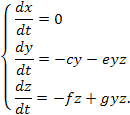 dx/dt = 0
dy/dt = -cy - eyz
dz/dt = -fz + gyz.